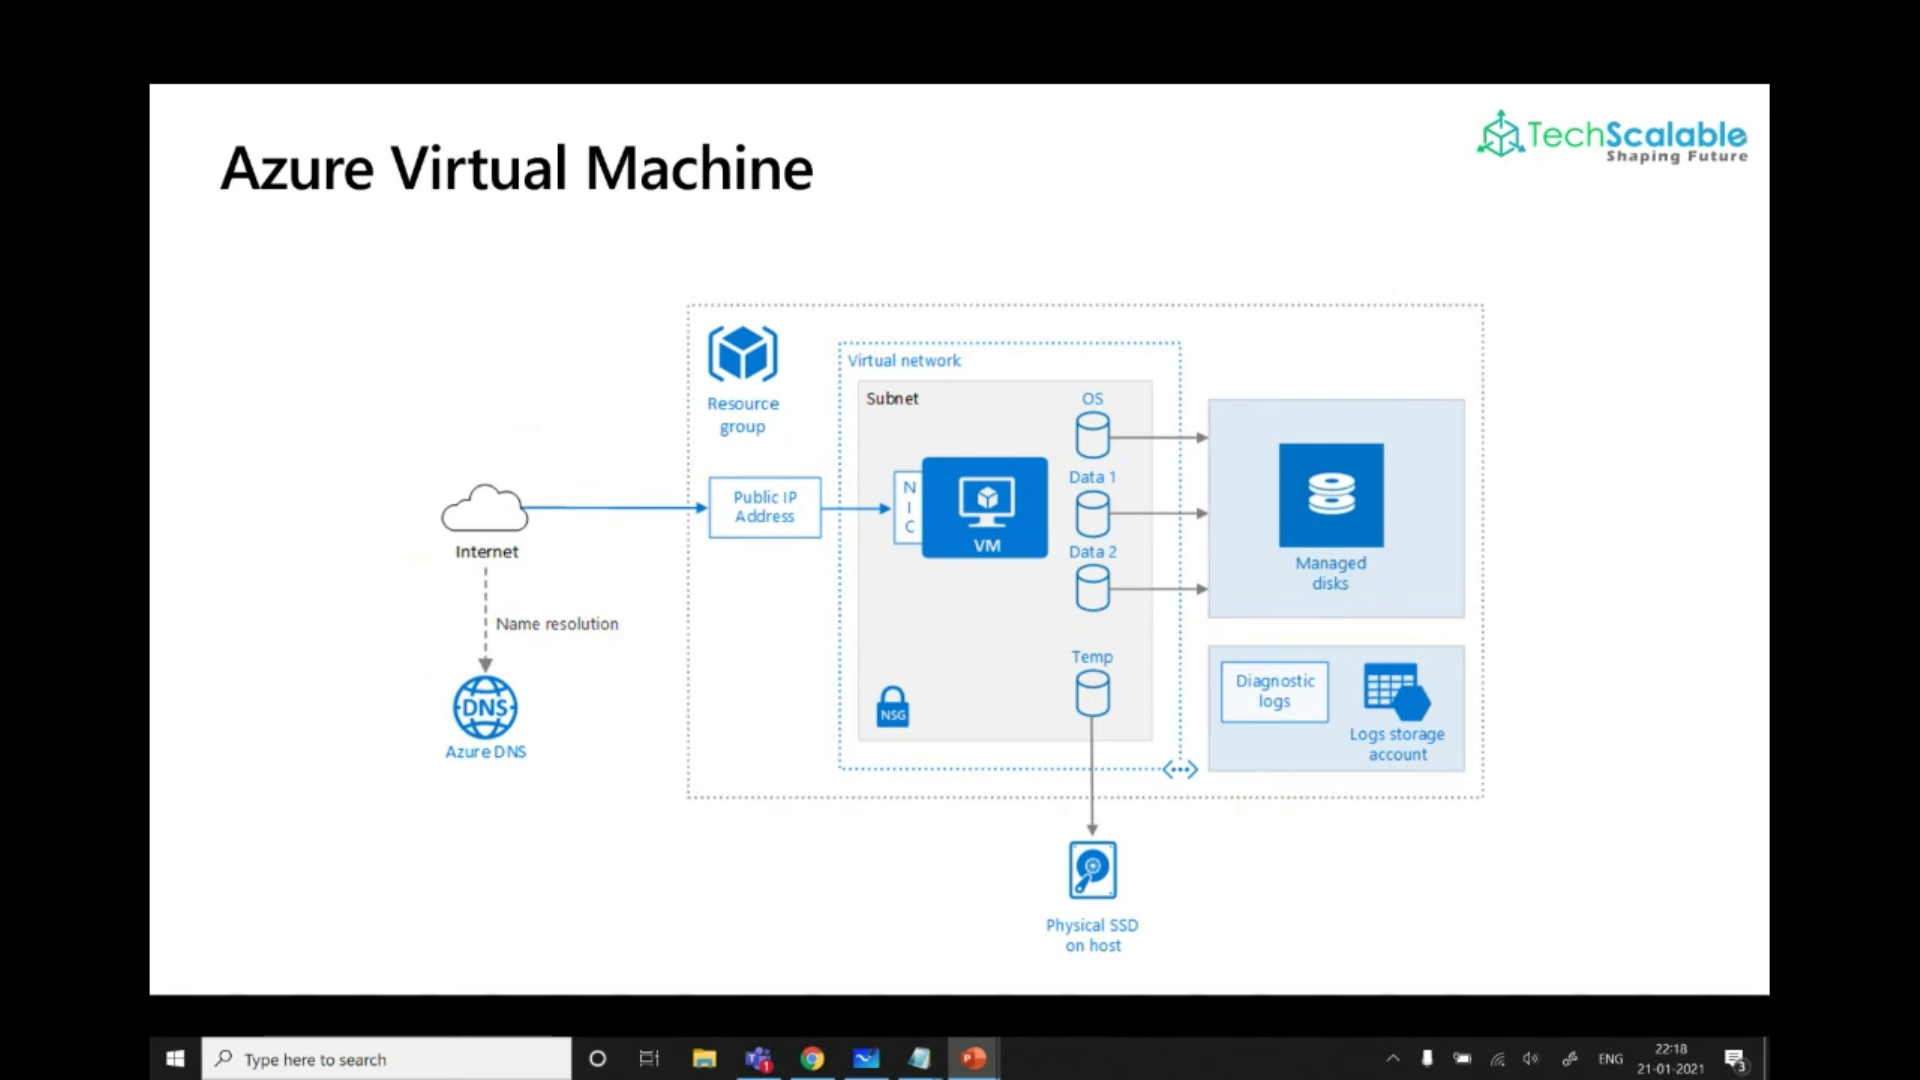 TechScalable
Shaping Future
Azure Virtual Machine
Resource
group
Virtual network
Subnet
OS
Data 1
Data 2
Temp
Public IP
Address
N
I
C
VM
NSG
Internet
Name resolution
DNS
Azure DNS
Managed
disks
Diagnostic
logs
Logs storage
account
Physical SSD
on host
Type here to search
1
P
ENG
22:18
21-01-2021
3